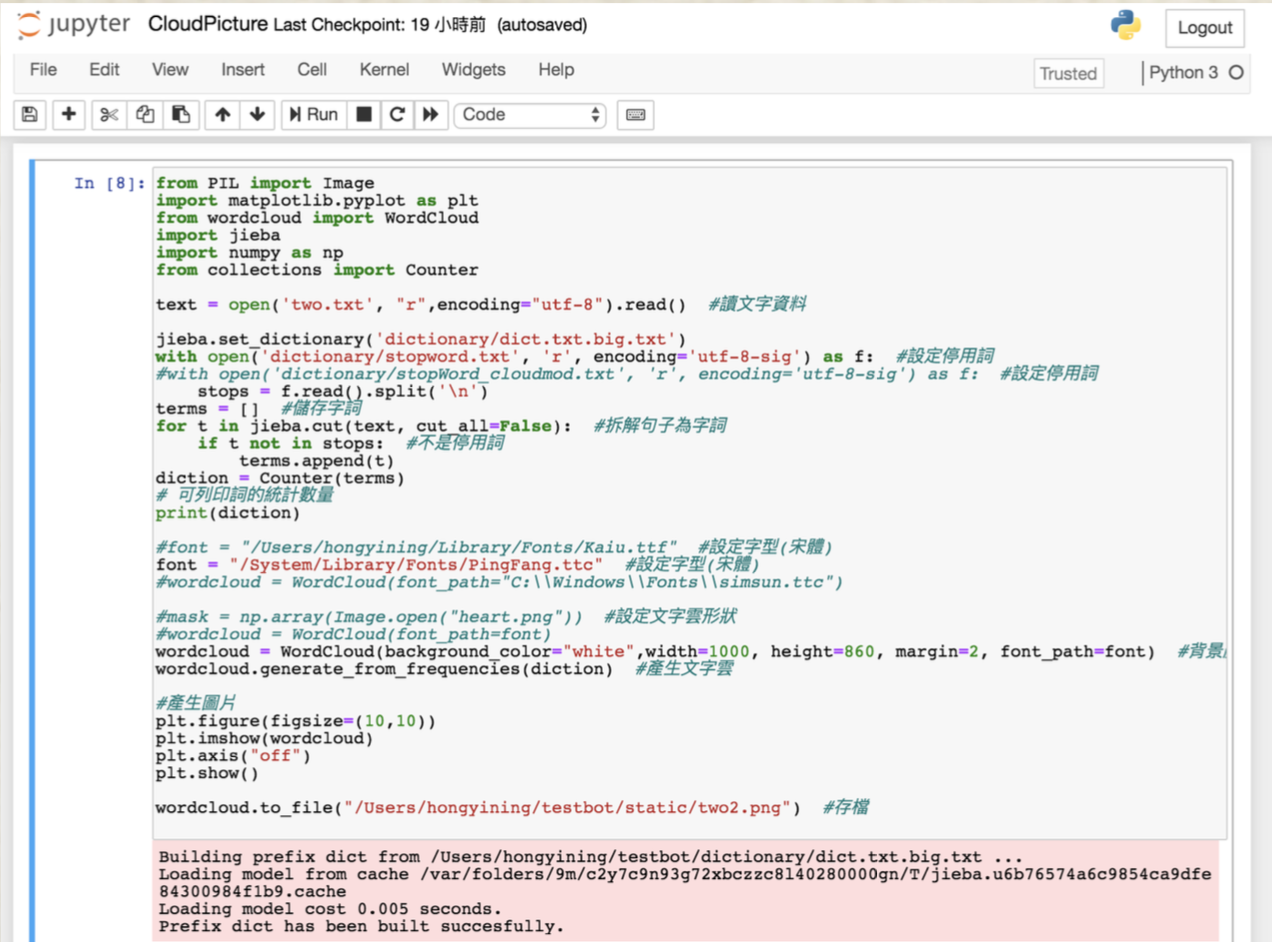 jupyter CloudPicture Last Checkpoint: 19 小時前 (autosaved)
Logout
File Edit View Insert Cell Kernel Widgets Help
Trusted
Python 3
Run
Code
In [8]:
from PIL import Image
import matplotlib.pyplot as plt
from wordcloud import WordCloud
import jieba
import numpy as np
from collections import Counter
text = open('two.txt', "r",encoding="utf-8").read()  #讀文字資料
jieba.set_dictionary('dictionary/dict.txt.big.txt')
with open('dictionary/stopword.txt', 'r', encoding='utf-8-sig') as f:  #設定停用詞
#with open('dictionary/stopWord_cloudmod.txt', 'r', encoding='utf-8-sig') as f:  #設定停用詞
    stops = f.read().split('\n')
terms = []  #儲存字詞
for t in jieba.cut(text, cut_all=False):  #拆解句子為字詞
    if t not in stops:  #不是停用詞
        terms.append(t)
diction = Counter(terms)
# 可列印詞的統計數量
print(diction)
#font = "/Users/hongyining/Library/Fonts/Kaiu.ttf"  #設定字型(宋體)
font = "/System/Library/Fonts/PingFang.ttc"  #設定字型(宋體)
#wordcloud = WordCloud(font_path="C:\\Windows\\Fonts\\simsun.ttc")
#mask = np.array(Image.open("heart.png"))  #設定文字雲形狀
#wordcloud = WordCloud(font_path=font)
wordcloud = WordCloud(background_color="white",width=1000, height=860, margin=2, font_path=font)  #背景
wordcloud.generate_from_frequencies(diction)  #產生文字雲
#產生圖片
plt.figure(figsize=(10,10))
plt.imshow(wordcloud)
plt.axis("off")
plt.show()
wordcloud.to_file("/Users/hongyining/testbot/static/two2.png")  #存檔
Building prefix dict from /Users/hongyining/testbot/dictionary/dict.txt.big.txt ...
Loading model from cache /var/folders/9m/c2y7c9n93g72xbczzc8l40280000gn/T/jieba.u6b76574a6c9854ca9dfe
84300984f1b9.cache
Loading model cost 0.005 seconds.
Prefix dict has been built succesfully.